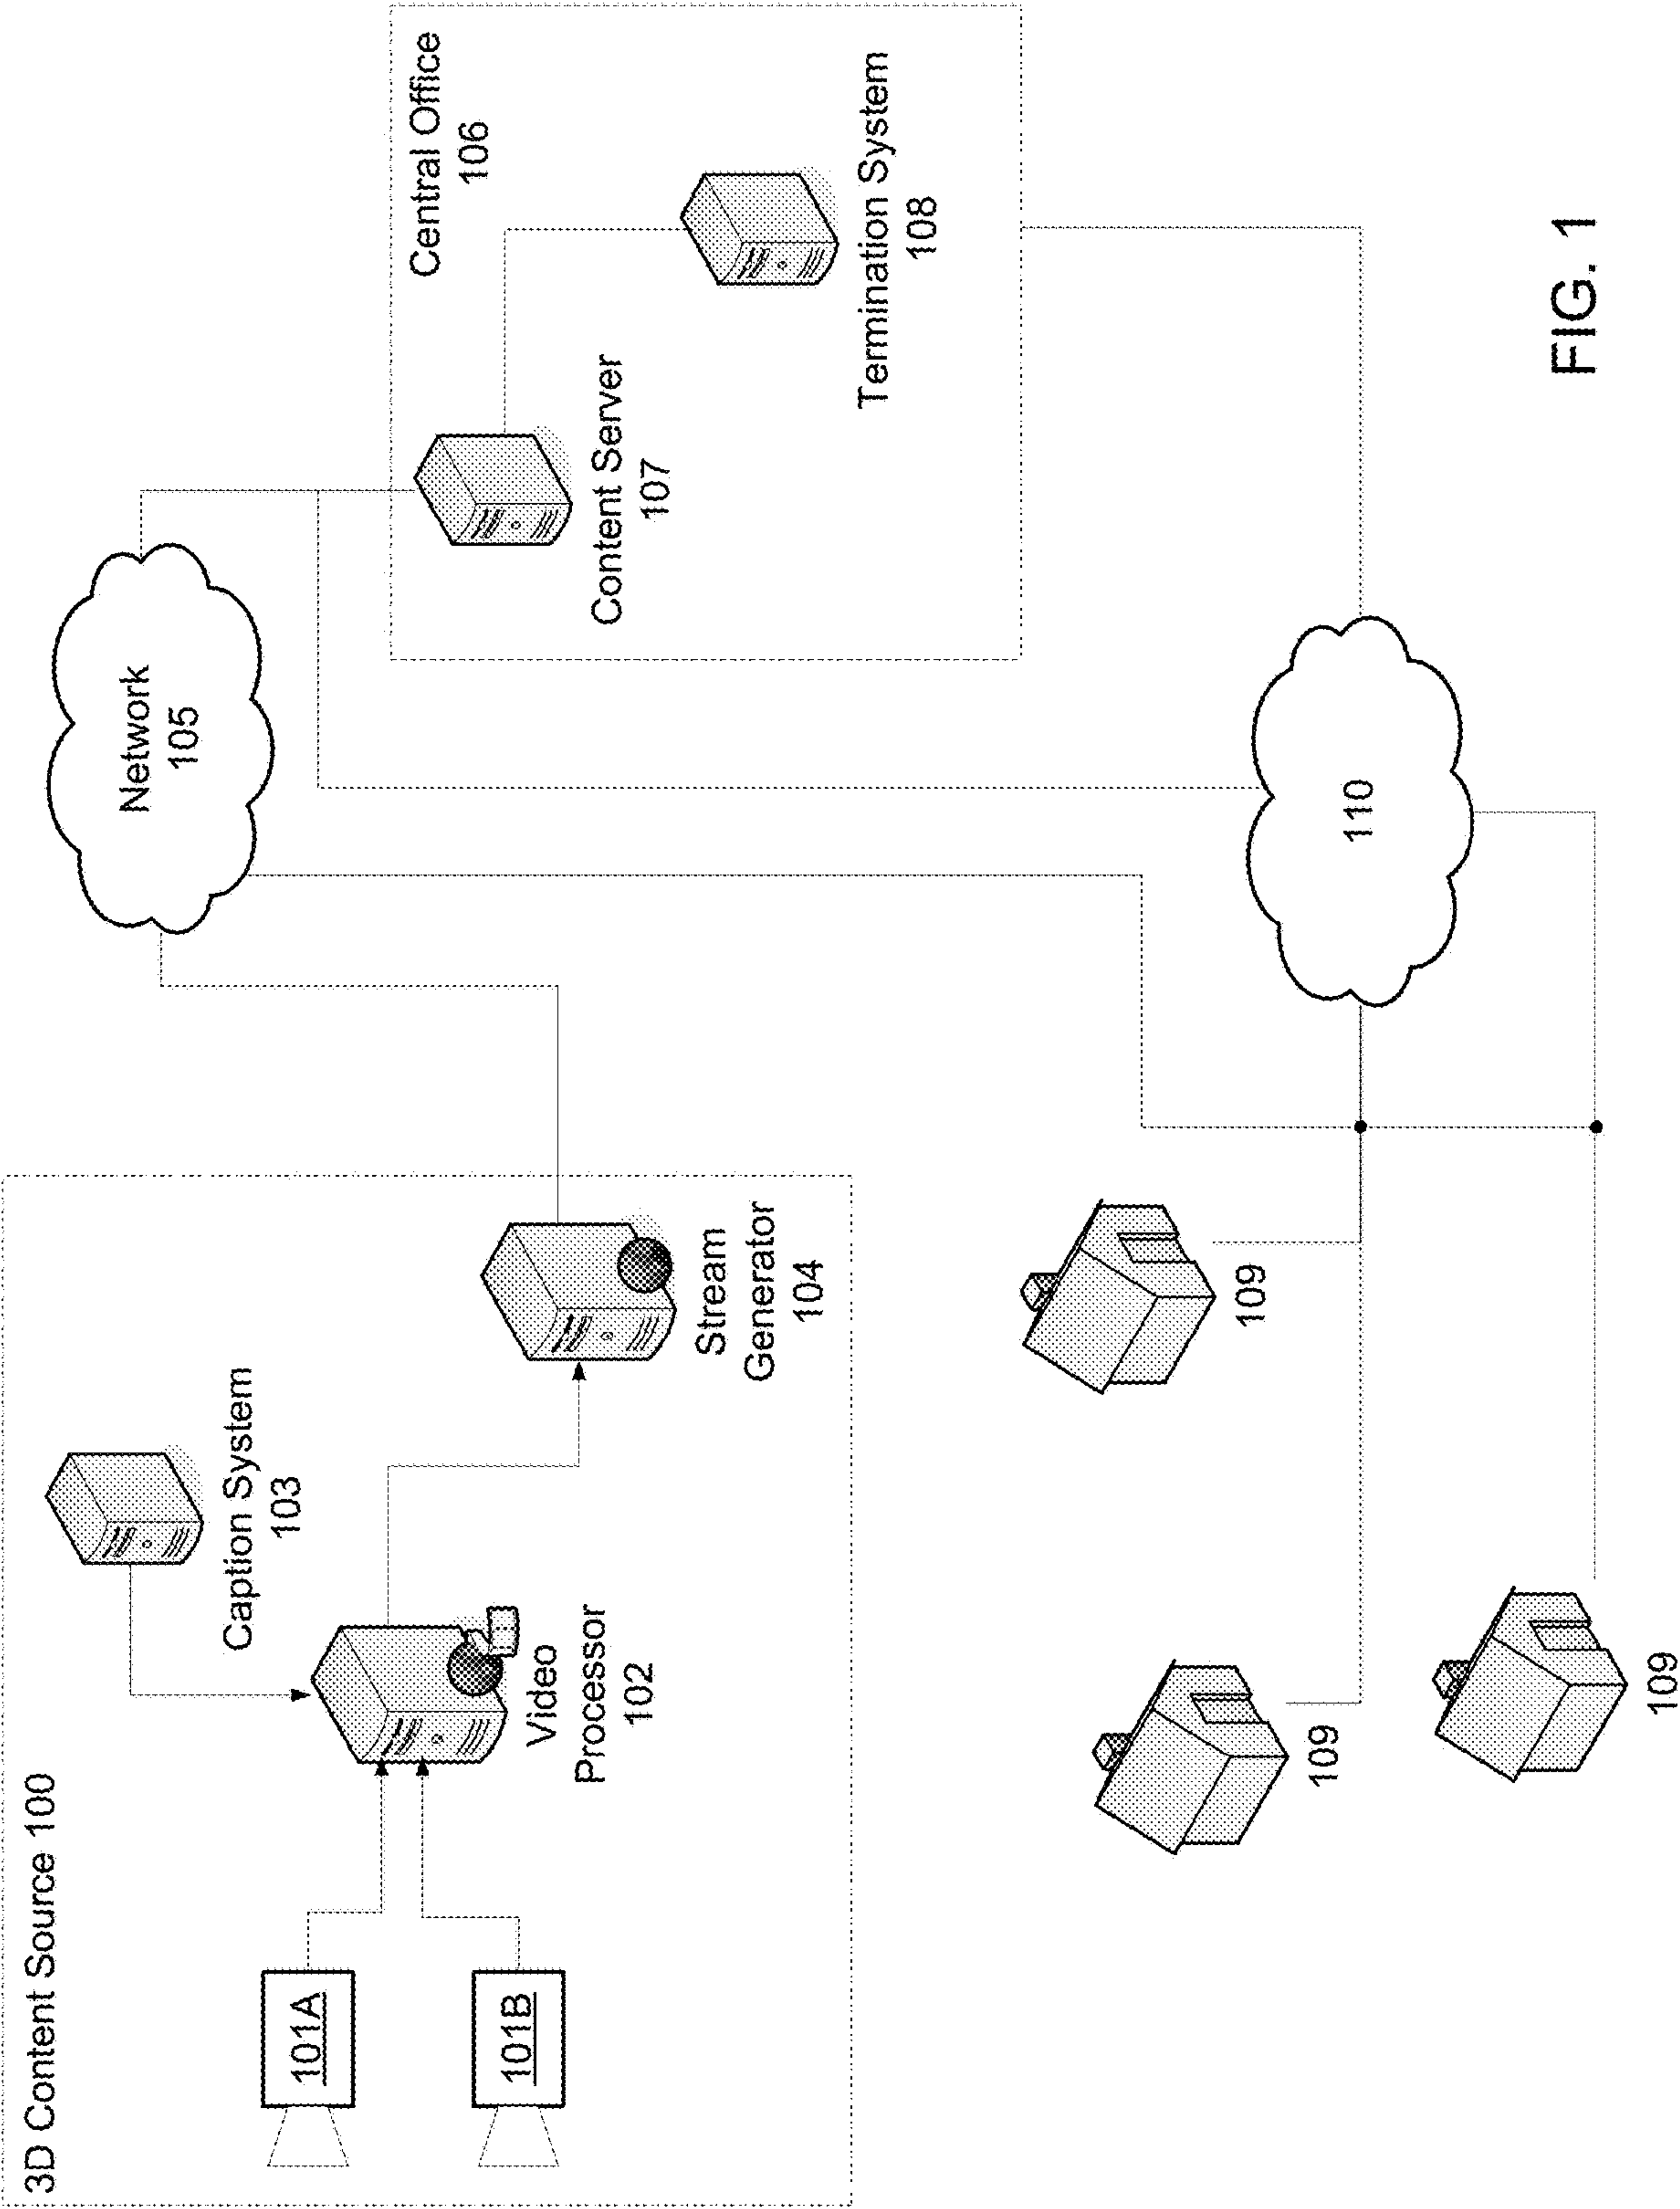 3D Content Source 100
101A
101B
Caption System
103
Video
Processor
102
Stream
Generator
104
Network
105
Central Office
106
Content Server
107
Termination System
108
109
109
109
110
FIG. 1